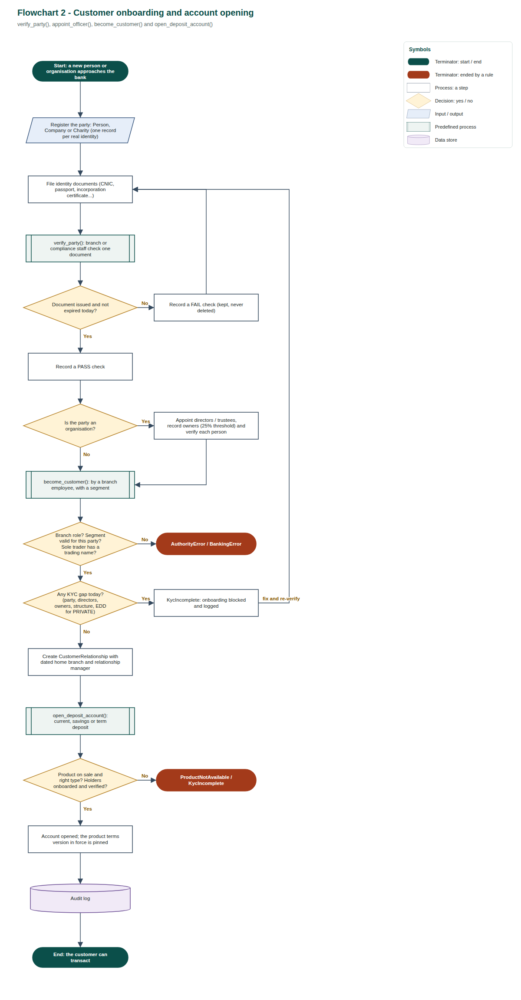 Flowchart 2 - Customer onboarding and account opening
verify_party(), appoint_officer(), become_customer() and open_deposit_account()
Symbols
Terminator: start / end
Terminator: ended by a rule
Process: a step
Decision: yes / no
Input / output
Predefined process
Data store
Start: a new person or
organisation approaches the
bank
Register the party: Person,
Company or Charity (one record
per real identity)
File identity documents (CNIC,
passport, incorporation
certificate...)
verify_party(): branch or
compliance staff check one
document
Document issued and not
expired today?
No
Record a FAIL check (kept, never
deleted)
Yes
Record a PASS check
Is the party an
organisation?
Yes
Appoint directors / trustees,
record owners (25% threshold) and
verify each person
No
become_customer(): by a branch
employee, with a segment
Branch role? Segment
valid for this party?
Sole trader has a
trading name?
No
AuthorityError / BankingError
Yes
Any KYC gap today?
(party, directors,
owners, structure, EDD
for PRIVATE)
Yes
KycIncomplete: onboarding blocked
and logged
fix and re-verify
No
Create CustomerRelationship with
dated home branch and relationship
manager
open_deposit_account():
current, savings or term
deposit
Product on sale and
right type? Holders
onboarded and verified?
No
ProductNotAvailable /
KycIncomplete
Yes
Account opened; the product terms
version in force is pinned
Audit log
End: the customer can
transact